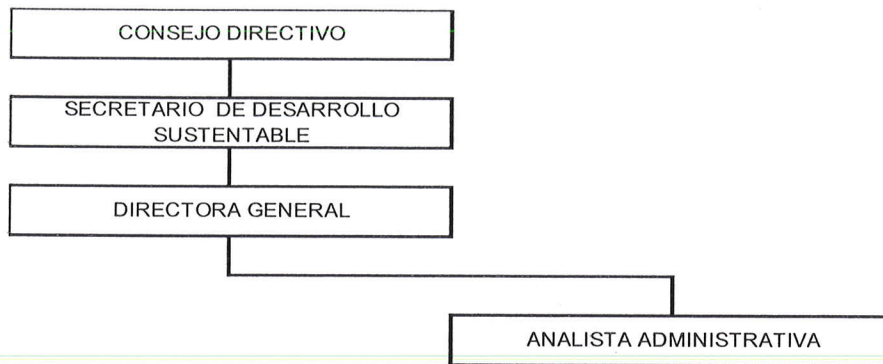 CONSEJO DIRECTIVO
SECRETARIO DE DESARROLLO
SUSTENTABLE
DIRECTORA GENERAL
ANALISTA ADMINISTRATIVA